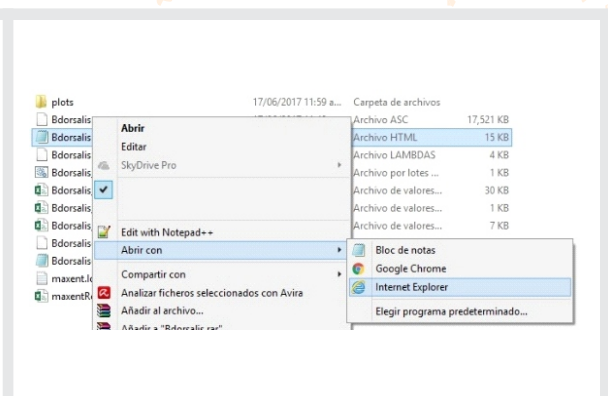 plots 17/06/2017 11:59 a... Carpeta de archivos
Bdorsalis Archivo ASC 17,521 KB
Bdorsalis Archivo HTML 15 KB
Bdorsalis Archivo LAMBDAS 4 KB
Bdorsalis Archivo por lotes ... 1 KB
Bdorsalis Archivo de valores... 30 KB
Bdorsalis Archivo de valores... 1 KB
Bdorsalis Archivo de valores... 7 KB
Bdorsalis
Bdorsalis
maxent.lo
maxentRe
Abrir
Editar
SkyDrive Pro
Edit with Notepad++
Abrir con
Compartir con
Analizar ficheros seleccionados con Avira
Añadir al archivo...
Añadir a "Bdorsalis.rar"
Bloc de notas
Google Chrome
Internet Explorer
Elegir programa predeterminado...